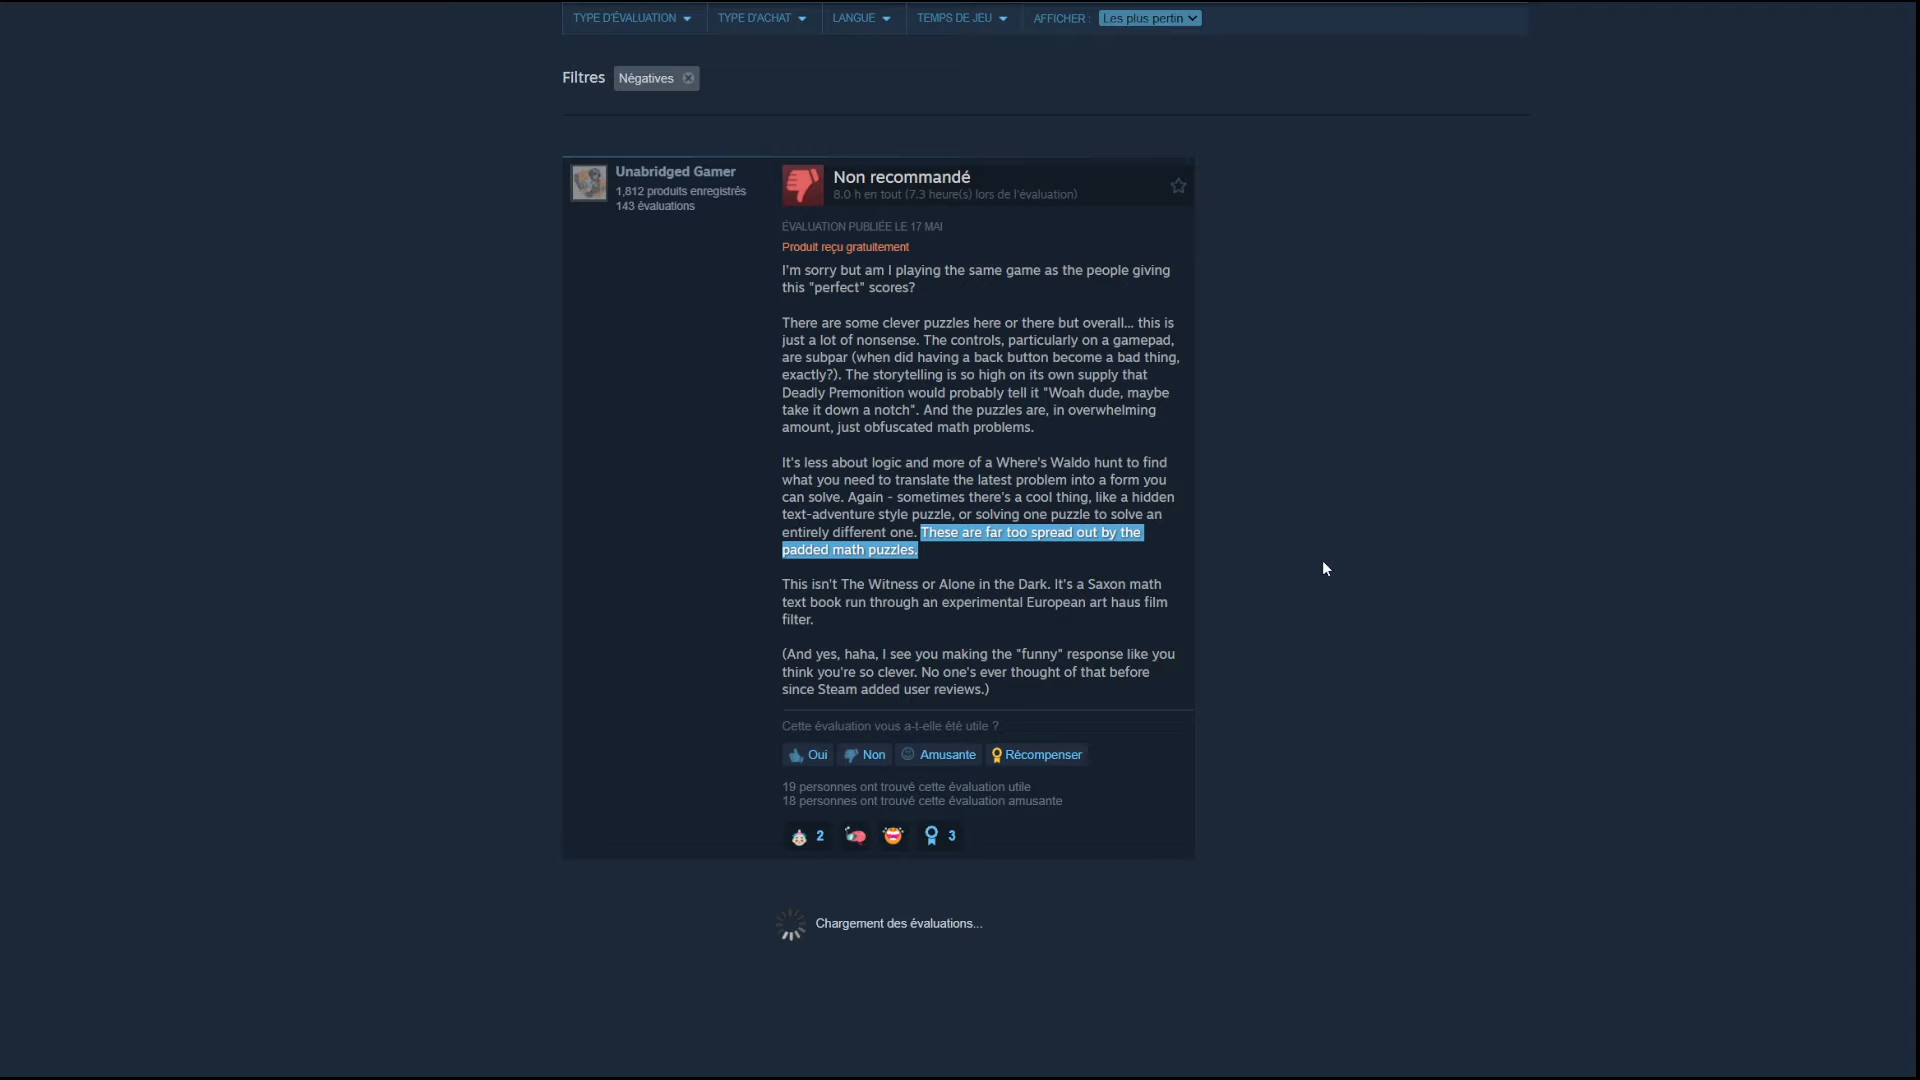 TYPE D'ÉVALUATION TYPE D'ACHAT LANGUE TEMPS DE JEU AFFICHER : Les plus pertin
Filtres Négatives
Unabridged Gamer
1,812 produits enregistrés
143 évaluations
Non recommandé
8.0 h en tout (7.3 heure(s) lors de l'évaluation)
ÉVALUATION PUBLIÉE LE 17 MAI
Produit reçu gratuitement
I'm sorry but am I playing the same game as the people giving
this "perfect" scores?
There are some clever puzzles here or there but overall... this is
just a lot of nonsense. The controls, particularly on a gamepad,
are subpar (when did having a back button become a bad thing,
exactly?). The storytelling is so high on its own supply that
Deadly Premonition would probably tell it "Woah dude, maybe
take it down a notch". And the puzzles are, in overwhelming
amount, just obfuscated math problems.
It's less about logic and more of a Where's Waldo hunt to find
what you need to translate the latest problem into a form you
can solve. Again - sometimes there's a cool thing, like a hidden
text-adventure style puzzle, or solving one puzzle to solve an
entirely different one. These are far too spread out by the
padded math puzzles.
This isn't The Witness or Alone in the Dark. It's a Saxon math
text book run through an experimental European art haus film
filter.
(And yes, haha, I see you making the "funny" response like you
think you're so clever. No one's ever thought of that before
since Steam added user reviews.)
Cette évaluation vous a-t-elle été utile ?
Oui Non Amusante Récompenser
19 personnes ont trouvé cette évaluation utile
18 personnes ont trouvé cette évaluation amusante
2 3
Chargement des évaluations...